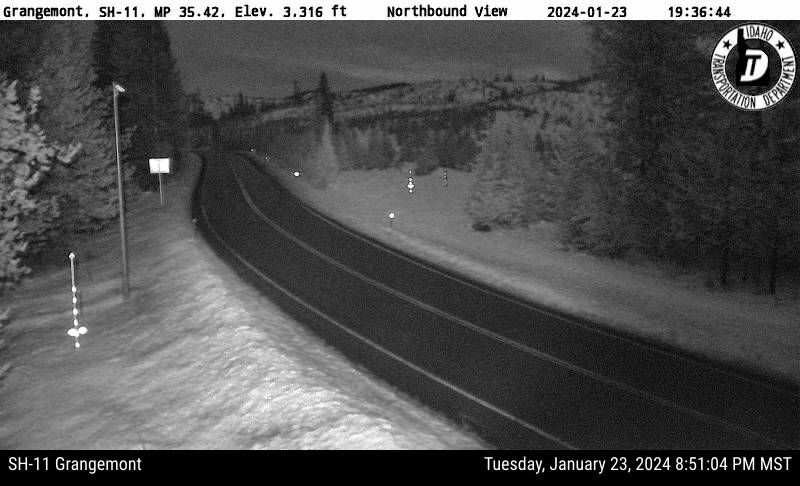 Grangemont, SH-11, MP 35.42, Elev. 3,316 ft Northbound View 2024-01-23 19:36:44
IDAHO
TRANSPORTATION DEPARTMENT
SH-11 Grangemont Tuesday, January 23, 2024 8:51:04 PM MST